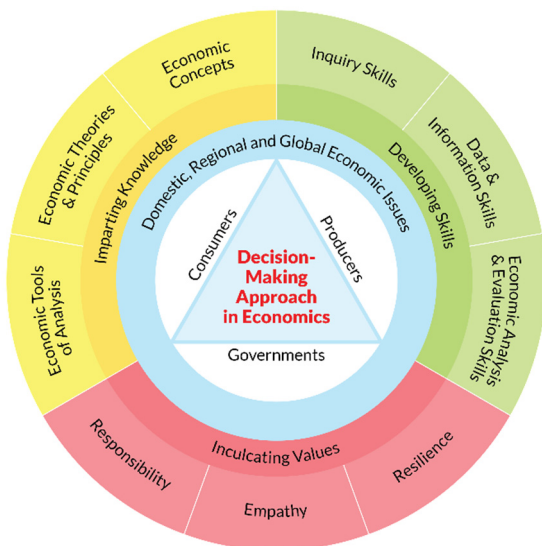 Economic
Concepts
Inquiry Skills
Economic Theories
& Principles
Imparting Knowledge
Domestic, Regional and Global Economic Issues
Developing Skills
Data &
Information Skills
Consumers
Producers
Decision-
Making
Approach
in Economics
Governments
Economic Tools
of Analysis
Economic Analysis
& Evaluation Skills
Inculcating Values
Responsibility
Empathy
Resilience